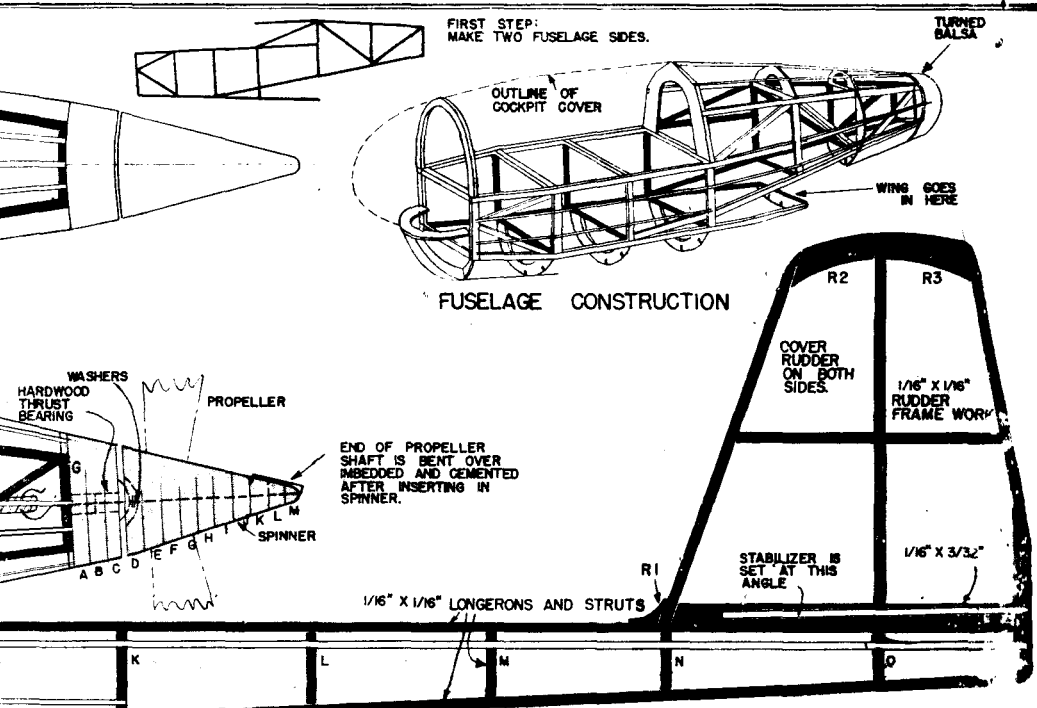 FIRST STEP:
MAKE TWO FUSELAGE SIDES.
TURNED
BALSA
OUTLINE OF
COCKPIT COVER
WING GOES
IN HERE
FUSELAGE CONSTRUCTION
R2
R3
COVER
RUDDER
ON BOTH
SIDES.
1/16" X 1/16"
RUDDER
FRAME WORK
WASHERS
HARDWOOD
THRUST
BEARING
PROPELLER
END OF PROPELLER
SHAFT IS BENT OVER
IMBEDDED AND CEMENTED
AFTER INSERTING IN
SPINNER.
G
A B C D E F G H I J K L M
SPINNER
R1
STABILIZER IS
SET AT THIS
ANGLE
1/16" X 3/32"
1/16" X 1/16" LONGERONS AND STRUTS
K
L
M
N
O